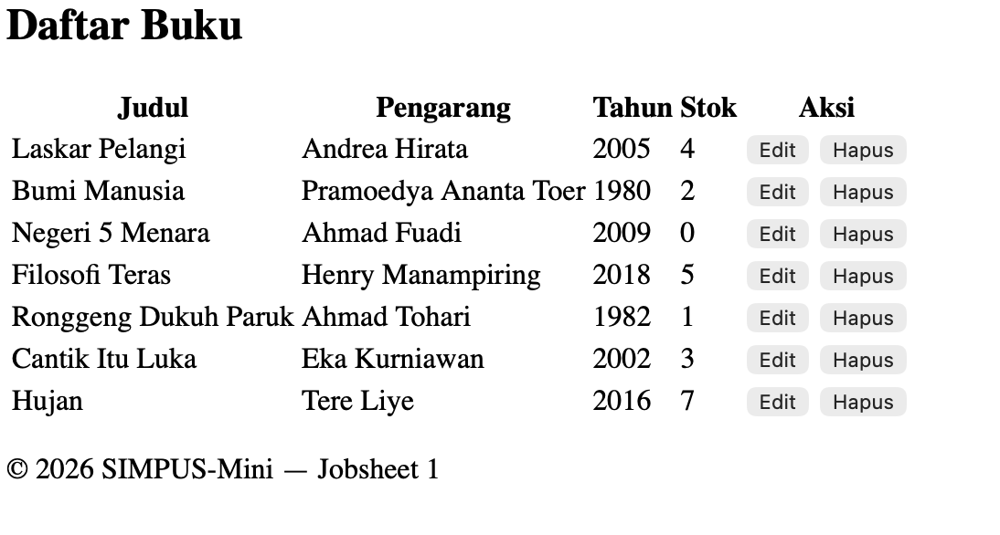 Daftar Buku
Judul Pengarang Tahun Stok Aksi
Laskar Pelangi Andrea Hirata 2005 4 Edit Hapus
Bumi Manusia Pramoedya Ananta Toer 1980 2 Edit Hapus
Negeri 5 Menara Ahmad Fuadi 2009 0 Edit Hapus
Filosofi Teras Henry Manampiring 2018 5 Edit Hapus
Ronggeng Dukuh Paruk Ahmad Tohari 1982 1 Edit Hapus
Cantik Itu Luka Eka Kurniawan 2002 3 Edit Hapus
Hujan Tere Liye 2016 7 Edit Hapus
© 2026 SIMPUS-Mini — Jobsheet 1